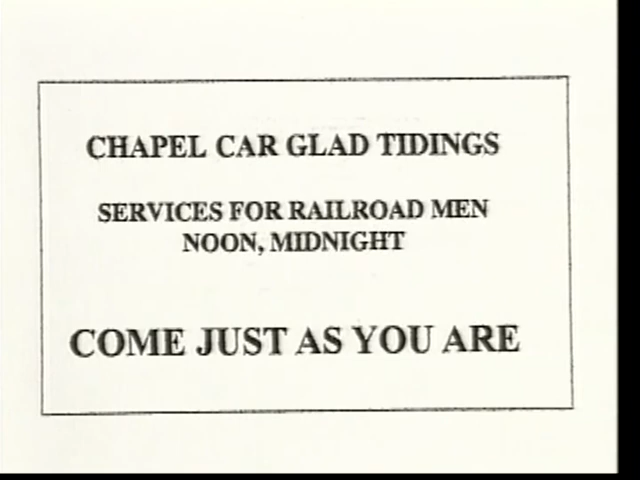 CHAPEL CAR GLAD TIDINGS
SERVICES FOR RAILROAD MEN
NOON, MIDNIGHT
COME JUST AS YOU ARE